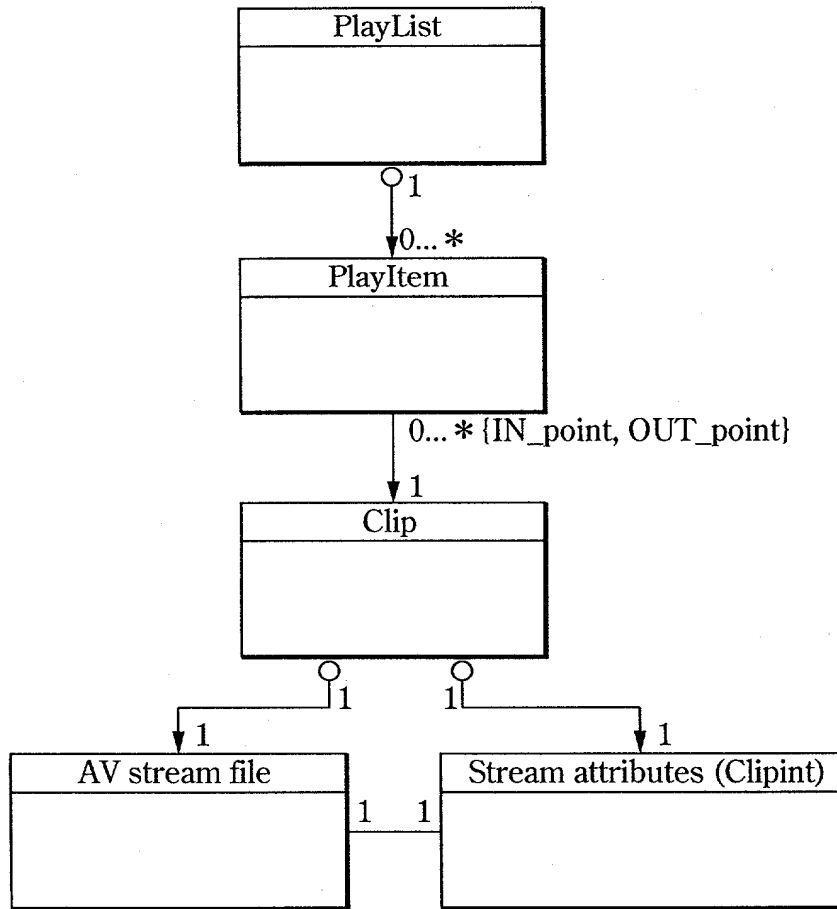 PlayList
1
0... *
PlayItem
0... * {IN_point, OUT_point}
1
Clip
1 1
1 1
AV stream file Stream attributes (Clipint)
1 1